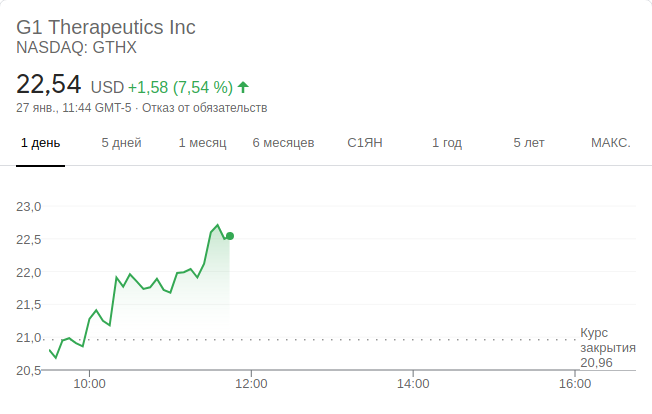 G1 Therapeutics Inc
NASDAQ: GTHX
22,54 USD +1,58 (7,54 %)
27 янв., 11:44 GMT-5 · Отказ от обязательств
1 день 5 дней 1 месяц 6 месяцев С1ЯН 1 год 5 лет МАКС.
23,0
22,5
22,0
21,5
21,0
20,5
Курс
закрытия
20,96
10:00 12:00 14:00 16:00